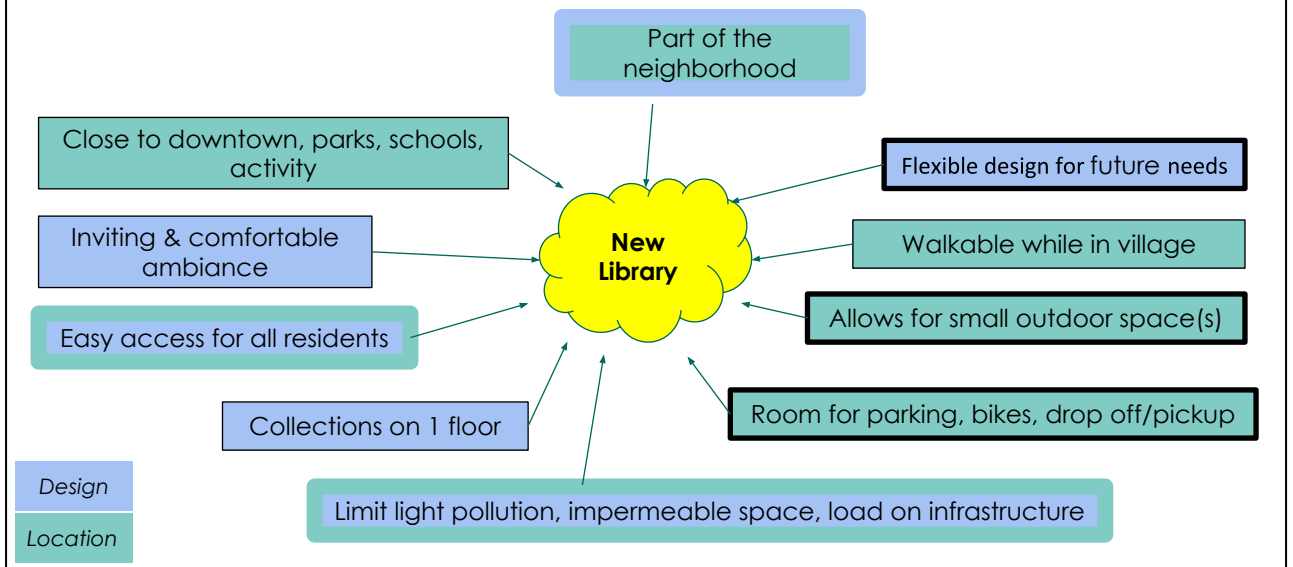 Part of the
neighborhood
Close to downtown, parks, schools,
activity
Flexible design for future needs
Inviting & comfortable
ambiance
New
Library
Walkable while in village
Easy access for all residents
Allows for small outdoor space(s)
Collections on 1 floor
Room for parking, bikes, drop off/pickup
Limit light pollution, impermeable space, load on infrastructure
Design
Location